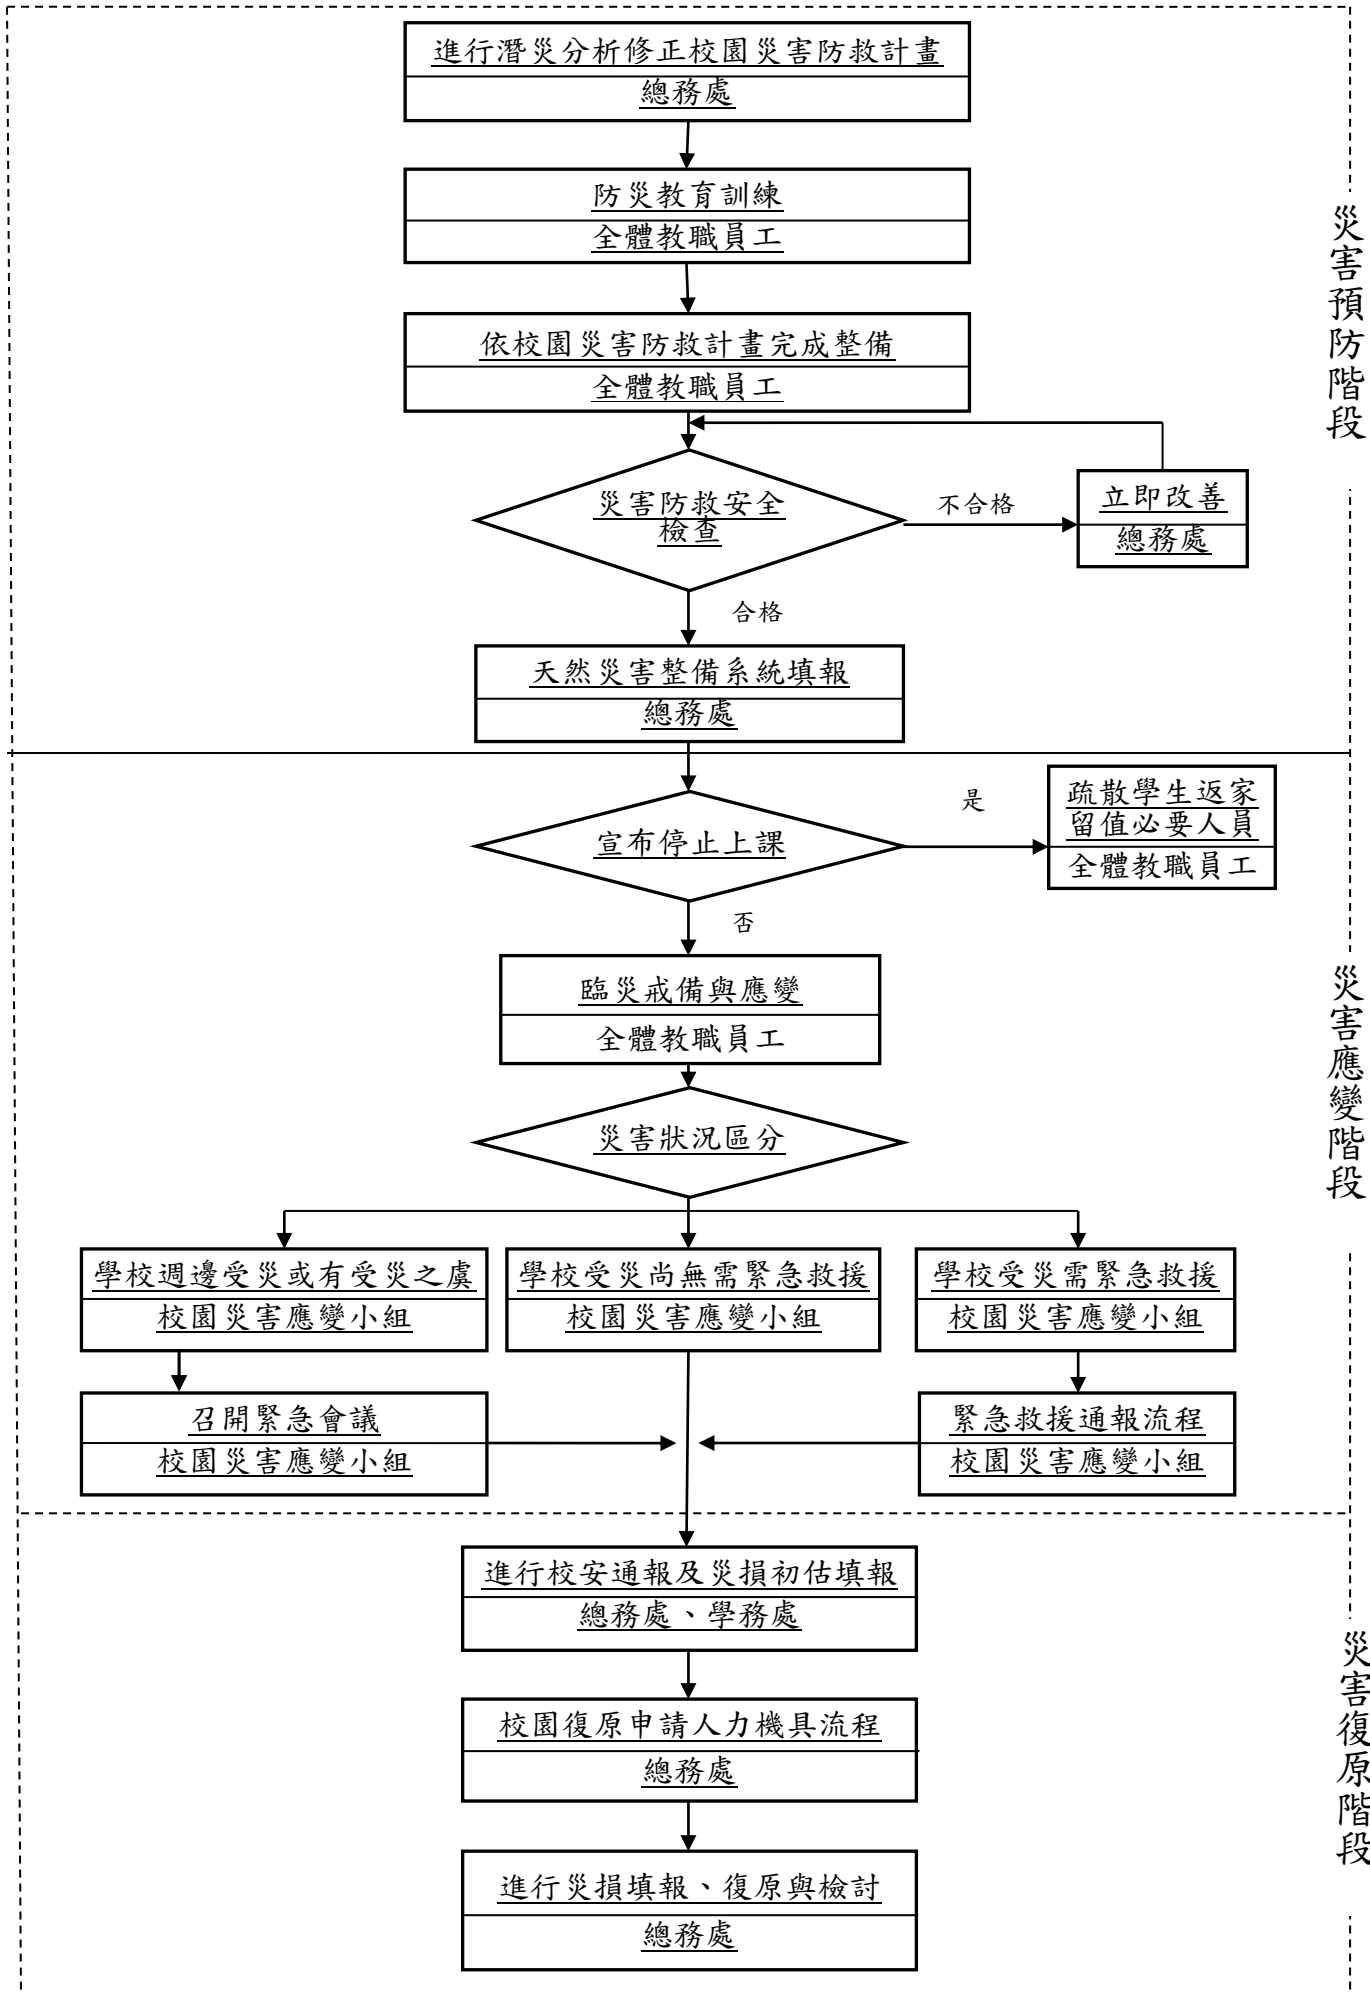 進行潛災分析修正校園災害防救計畫
總務處
防災教育訓練
全體教職員工
依校園災害防救計畫完成整備
全體教職員工
災害預防階段
災害防救安全
檢查
不合格
立即改善
總務處
合格
天然災害整備系統填報
總務處
宣布停止上課
是
疏散學生返家
留值必要人員
全體教職員工
否
臨災戒備與應變
全體教職員工
災害應變階段
災害狀況區分
學校週邊受災或有受災之虞
校園災害應變小組
學校受災尚無需緊急救援
校園災害應變小組
學校受災需緊急救援
校園災害應變小組
召開緊急會議
校園災害應變小組
緊急救援通報流程
校園災害應變小組
進行校安通報及災損初估填報
總務處、學務處
災害復原階段
校園復原申請人力機具流程
總務處
進行災損填報、復原與檢討
總務處